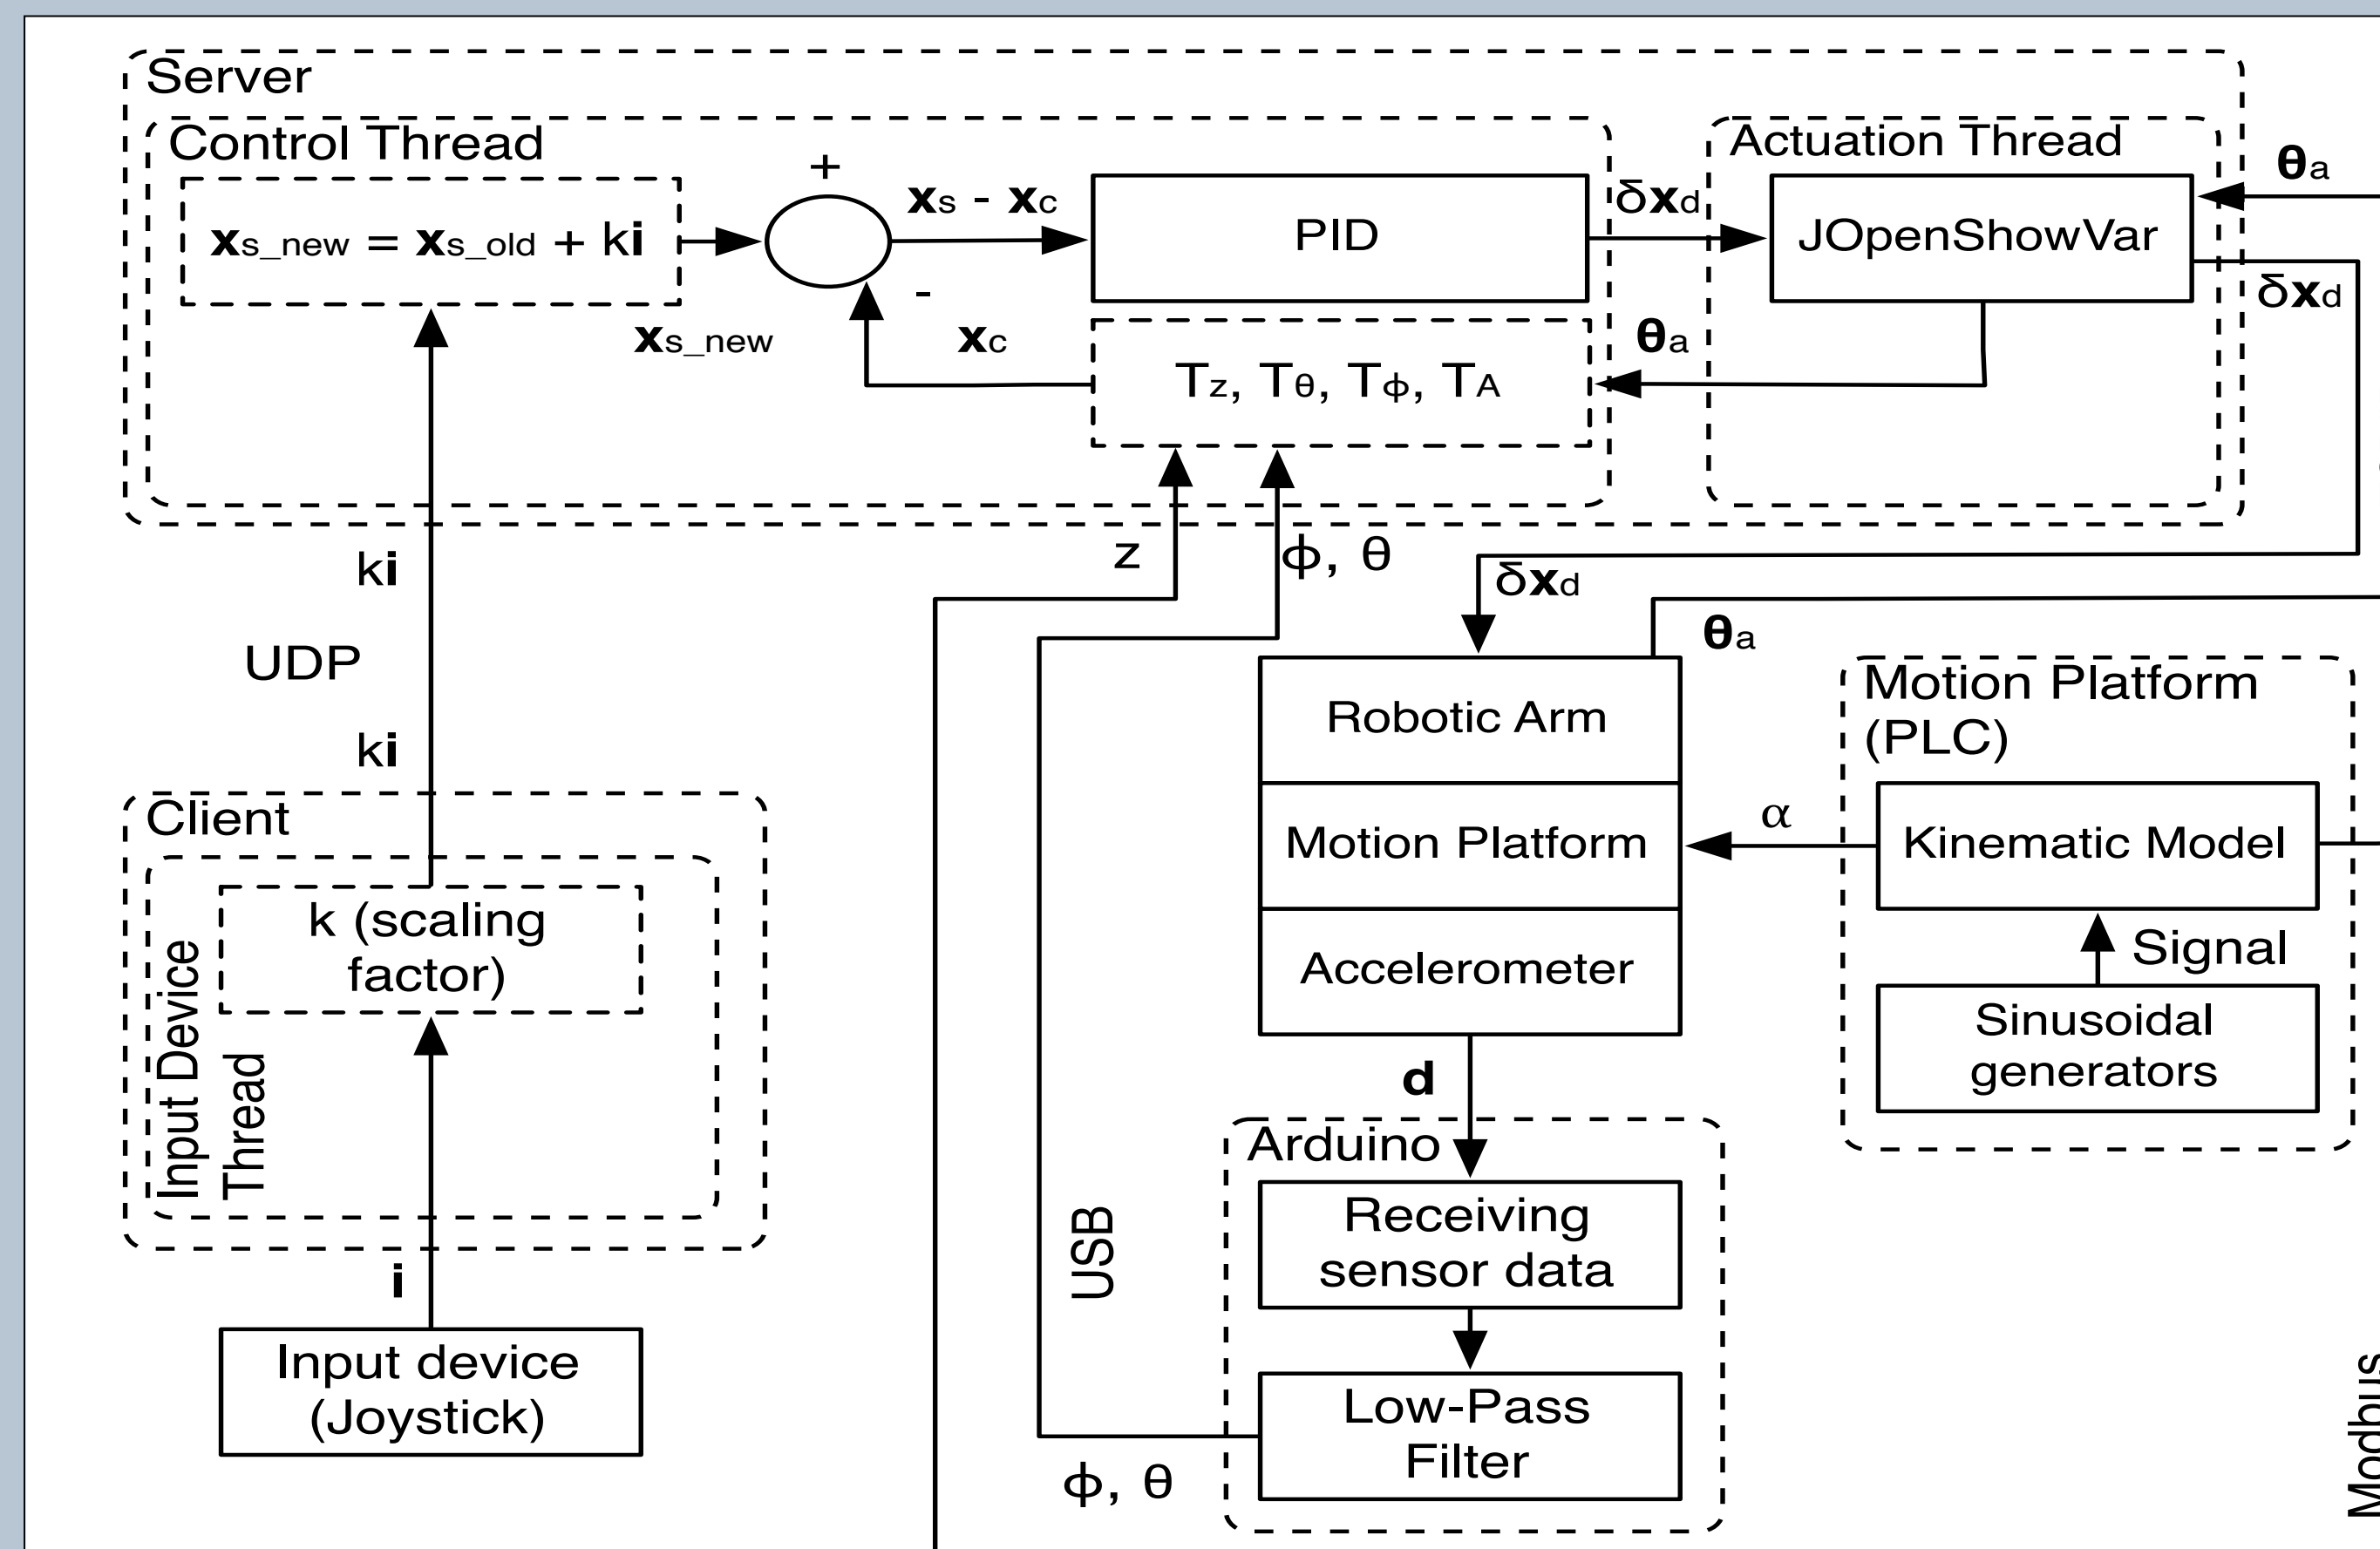 Server
Control Thread
Actuation Thread
+
θa
xs_new = xs_old + ki
xs - xc
PID
δxd
JOpenShowVar
-
δxd
xs_new
xc
θa
Tz, Tθ, Tϕ, TA
z
ϕ, θ
ki
δxd
θa
UDP
Robotic Arm
Motion Platform
(PLC)
ki
Client
α
Motion Platform
Kinematic Model
k (scaling
factor)
Accelerometer
Signal
Input Device
Thread
Sinusoidal
generators
d
Arduino
USB
Receiving
sensor data
i
Input device
(Joystick)
Low-Pass
Filter
Modbus
ϕ, θ